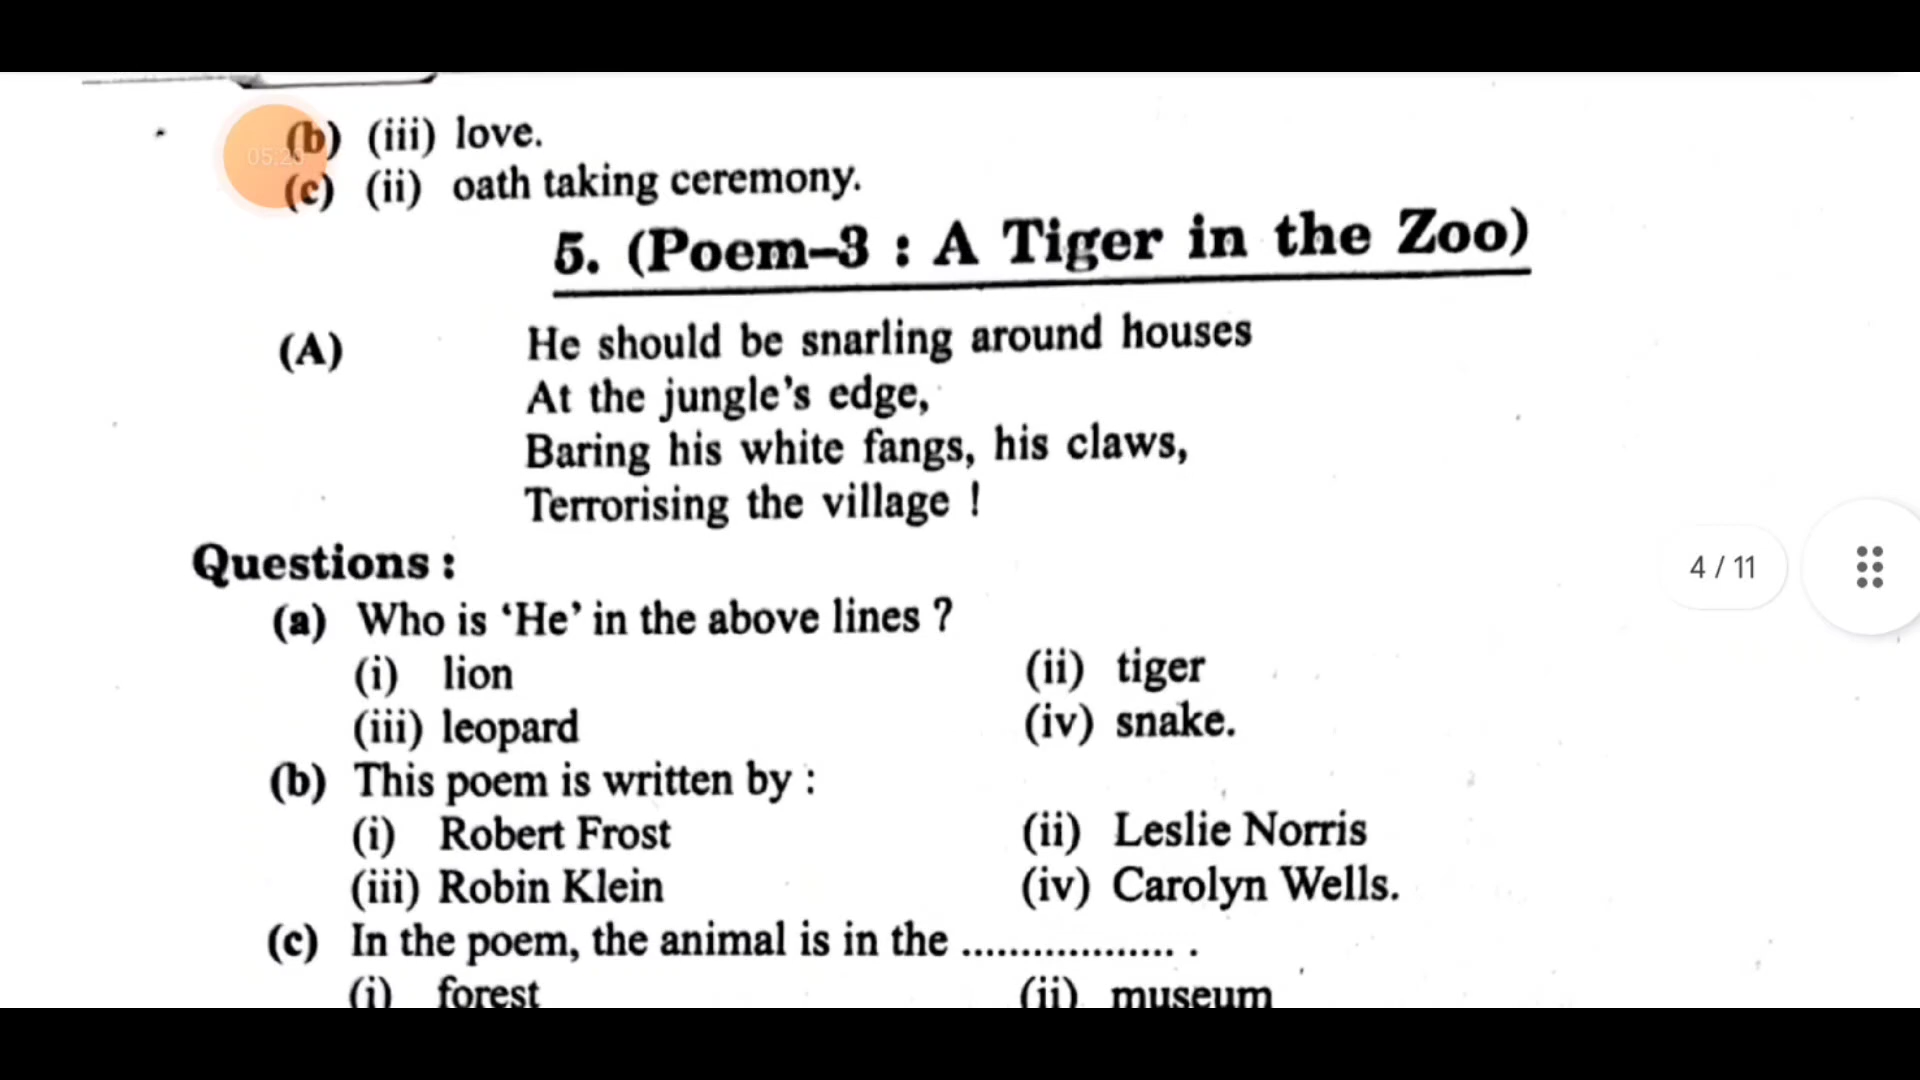 (b) (iii) love.
(c) (ii) oath taking ceremony.
5. (Poem–3 : A Tiger in the Zoo)
(A) He should be snarling around houses
At the jungle's edge,
Baring his white fangs, his claws,
Terrorising the village !
Questions :
(a) Who is ‘He’ in the above lines ?
(i) lion (ii) tiger
(iii) leopard (iv) snake.
4 / 11
(b) This poem is written by :
(i) Robert Frost (ii) Leslie Norris
(iii) Robin Klein (iv) Carolyn Wells.
(c) In the poem, the animal is in the .................. .
(i) forest (ii) museum